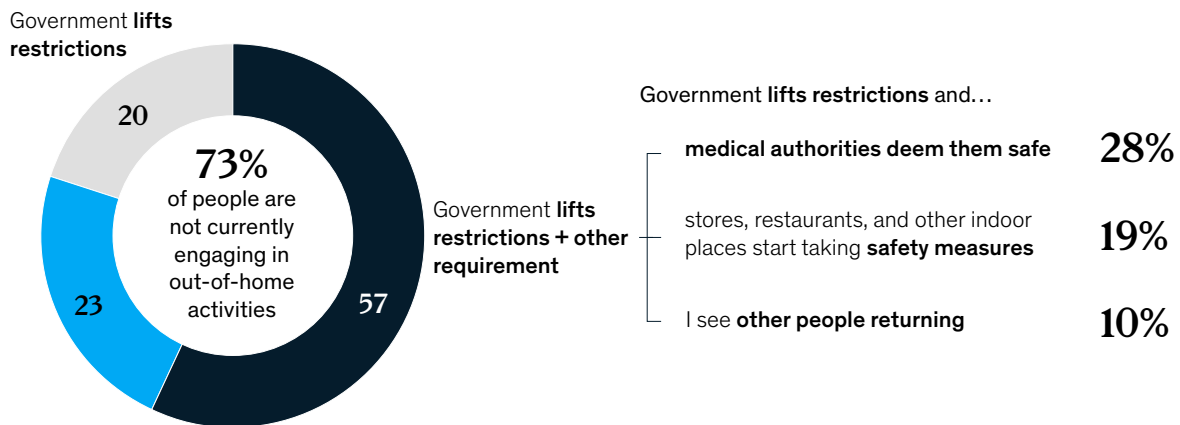 Government lifts
restrictions
20
73%
of people are
not currently
engaging in
out-of-home
activities
23
57
Government lifts
restrictions + other
requirement
Government lifts restrictions and…
medical authorities deem them safe 28%
stores, restaurants, and other indoor
places start taking safety measures 19%
I see other people returning 10%